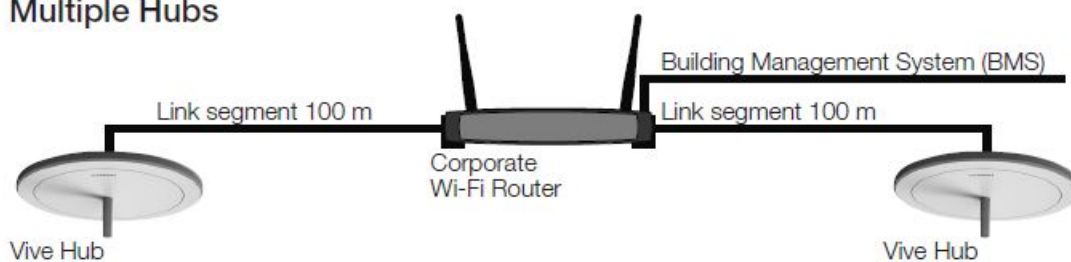 Multiple Hubs
Building Management System (BMS)
Link segment 100 m
Link segment 100 m
Corporate
Wi-Fi Router
Vive Hub
Vive Hub